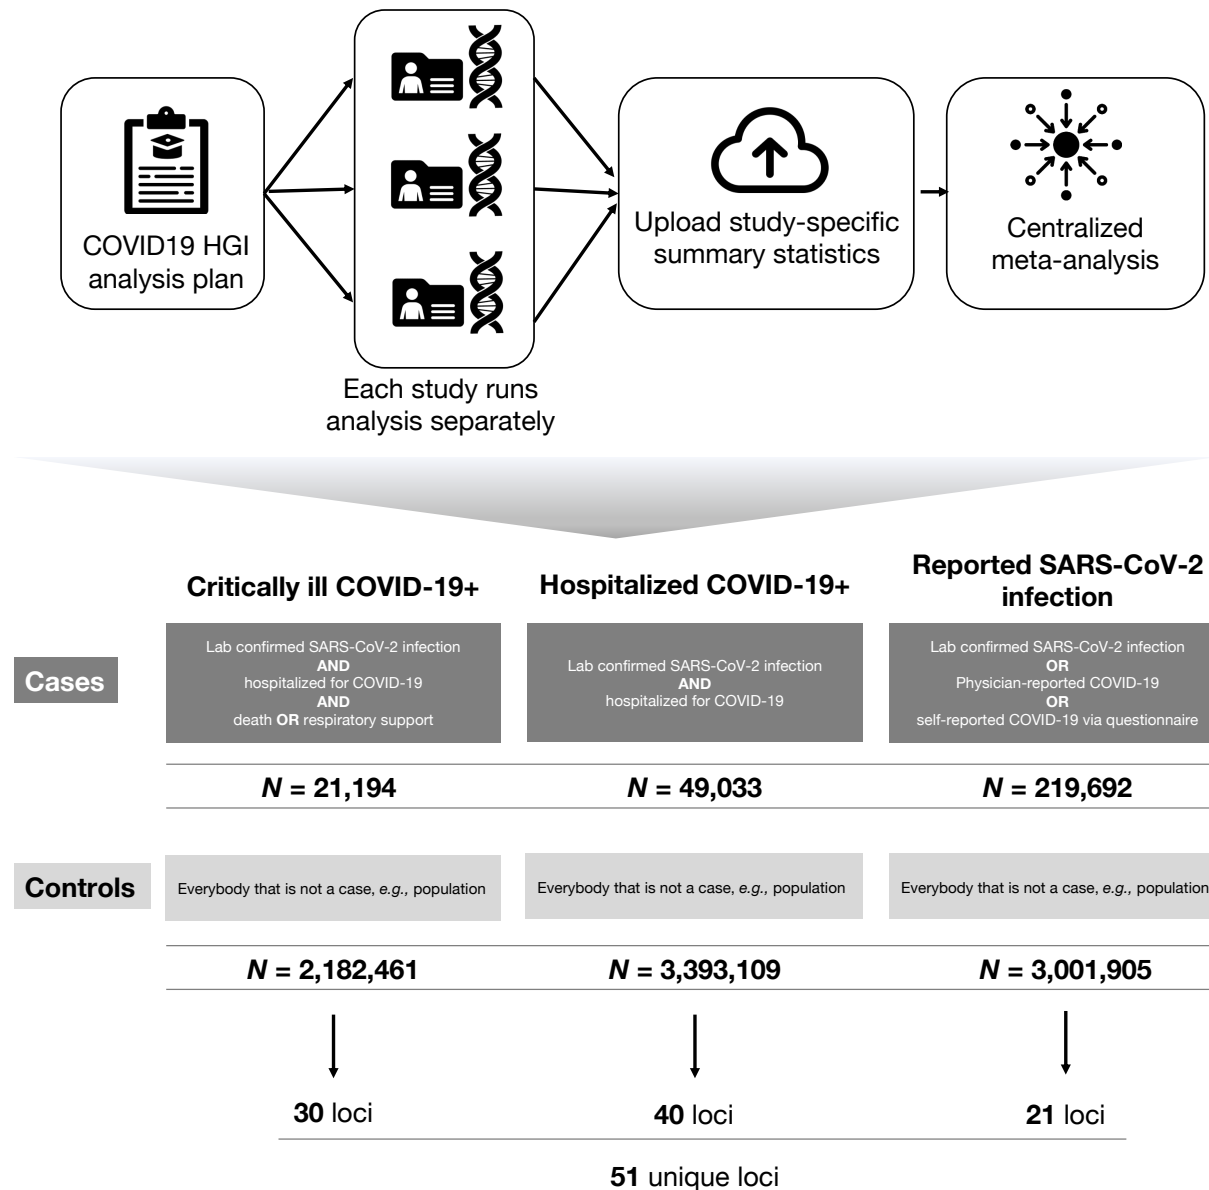 COVID19 HGI
analysis plan
Each study runs
analysis separately
Upload study-specific
summary statistics
Centralized
meta-analysis
Critically ill COVID-19+
Hospitalized COVID-19+
Reported SARS-CoV-2
infection
Cases
Lab confirmed SARS-CoV-2 infection
AND
hospitalized for COVID-19
AND
death OR respiratory support
Lab confirmed SARS-CoV-2 infection
AND
hospitalized for COVID-19
Lab confirmed SARS-CoV-2 infection
OR
Physician-reported COVID-19
OR
self-reported COVID-19 via questionnaire
N = 21,194
N = 49,033
N = 219,692
Controls
Everybody that is not a case, e.g., population
Everybody that is not a case, e.g., population
Everybody that is not a case, e.g., population
N = 2,182,461
N = 3,393,109
N = 3,001,905
30 loci
40 loci
21 loci
51 unique loci